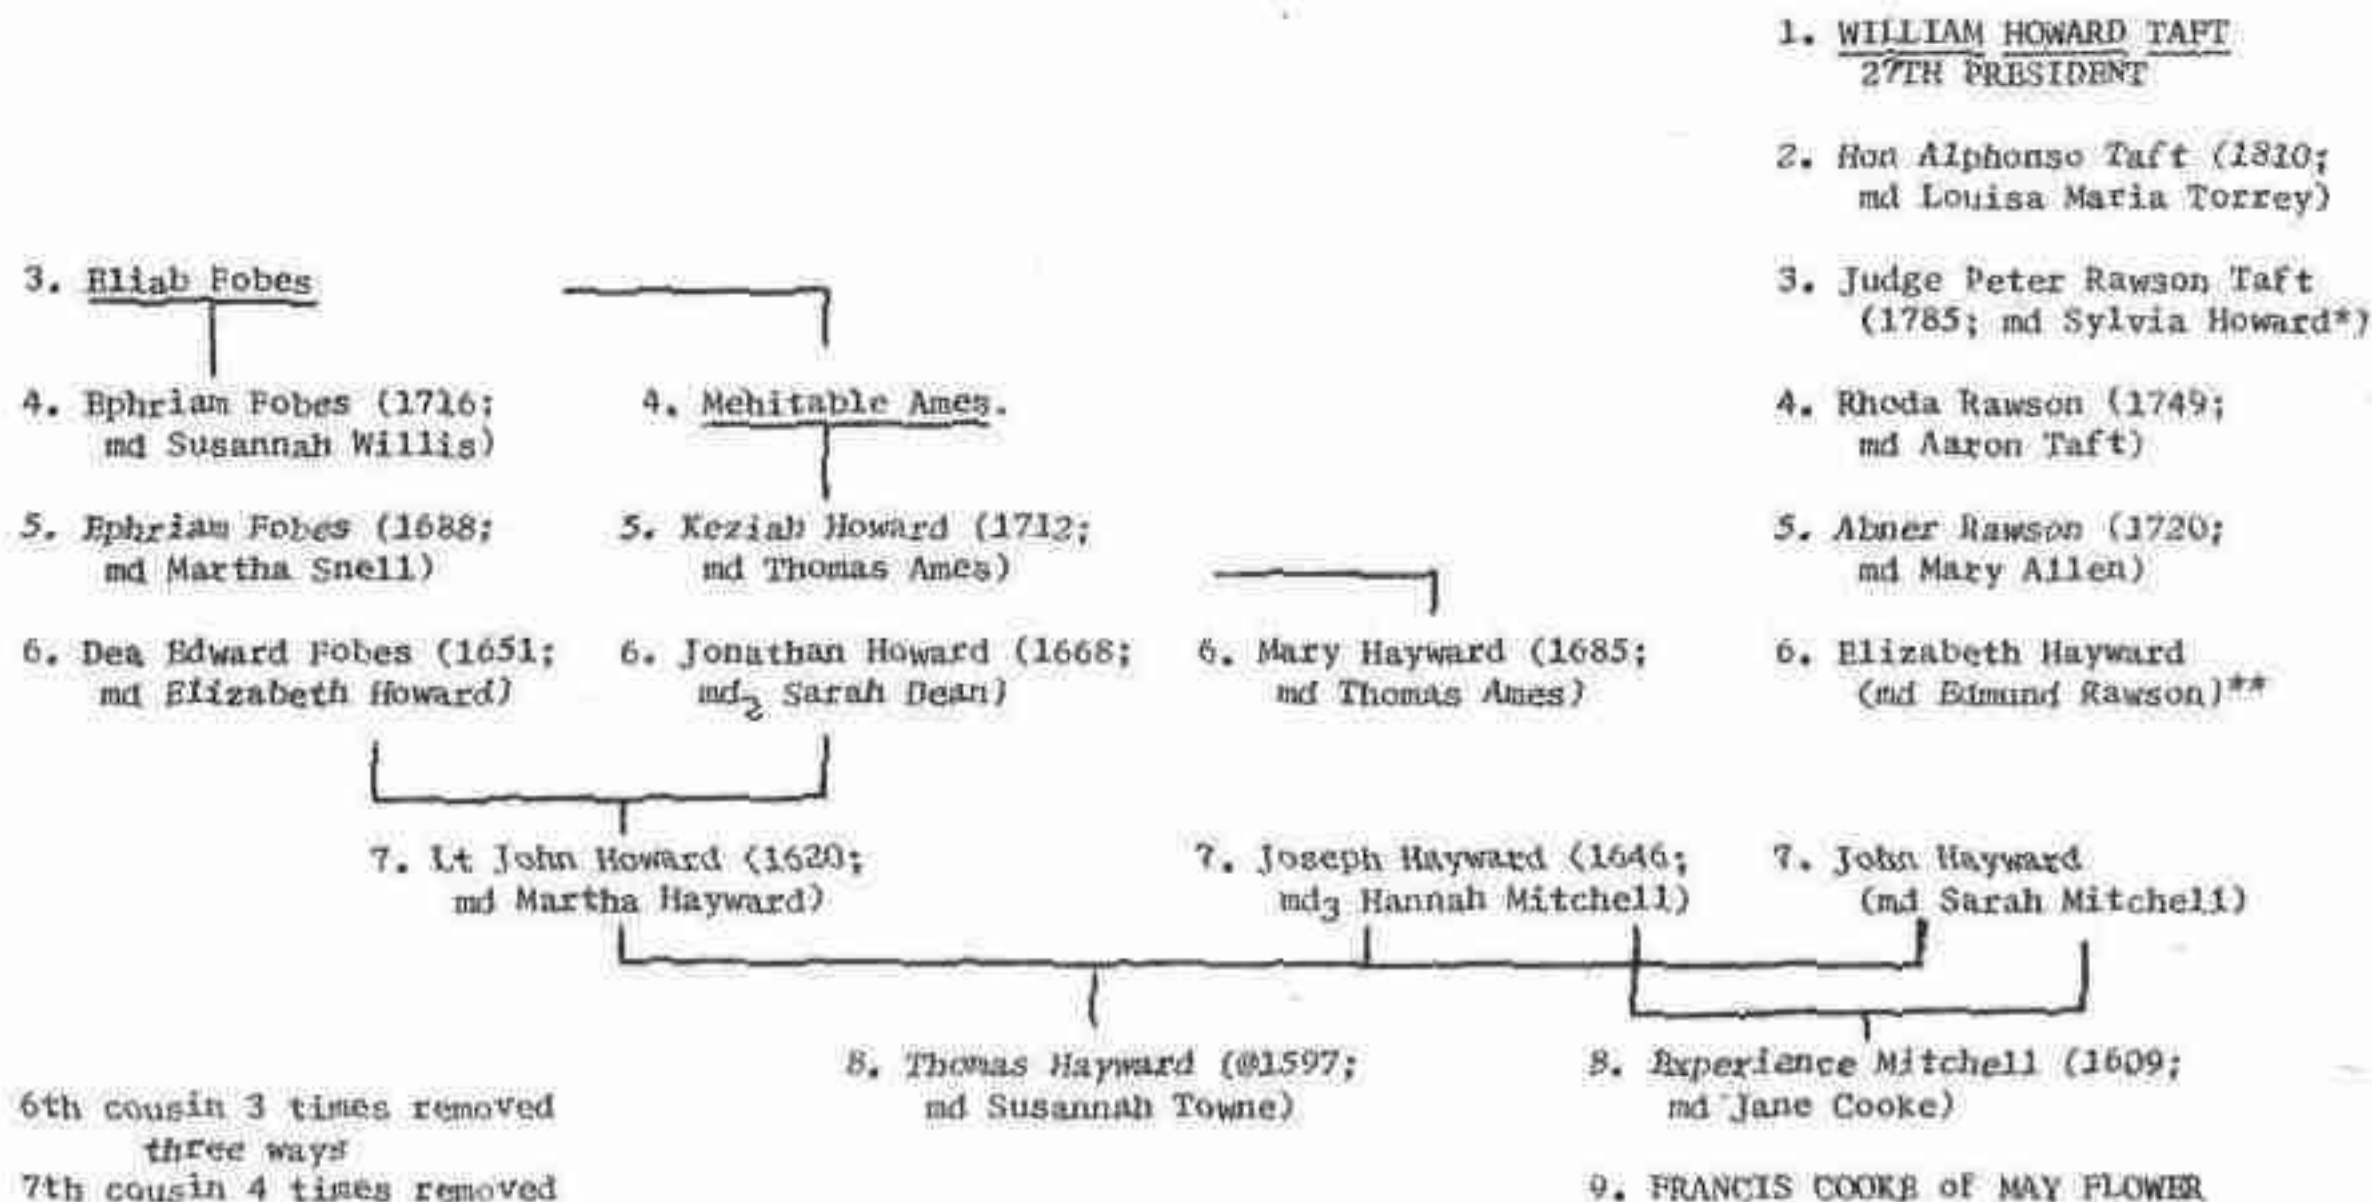 1. WILLIAM HOWARD TAFT
27TH PRESIDENT
2. Hon Alphonso Taft (1810;
md Louisa Maria Torrey)
3. Eliab Fobes
3. Judge Peter Rawson Taft
(1785; md Sylvia Howard*)
4. Ephriam Fobes (1716;
md Susannah Willis)
4. Mehitable Ames.
4. Rhoda Rawson (1749;
md Aaron Taft)
5. Ephriam Fobes (1688;
md Martha Snell)
5. Keziah Howard (1712;
md Thomas Ames)
5. Abner Rawson (1720;
md Mary Allen)
6. Dea Edward Fobes (1651;
md Elizabeth Howard)
6. Jonathan Howard (1668;
md2 Sarah Dean)
6. Mary Hayward (1685;
md Thomas Ames)
6. Elizabeth Hayward
(md Edmund Rawson)**
7. Lt John Howard (1620;
md Martha Hayward)
7. Joseph Hayward (1646;
md3 Hannah Mitchell)
7. John Hayward
(md Sarah Mitchell)
8. Thomas Hayward (@1597;
md Susannah Towne)
8. Experience Mitchell (1609;
md Jane Cooke)
6th cousin 3 times removed
three ways
7th cousin 4 times removed
9. FRANCIS COOKE of MAY FLOWER